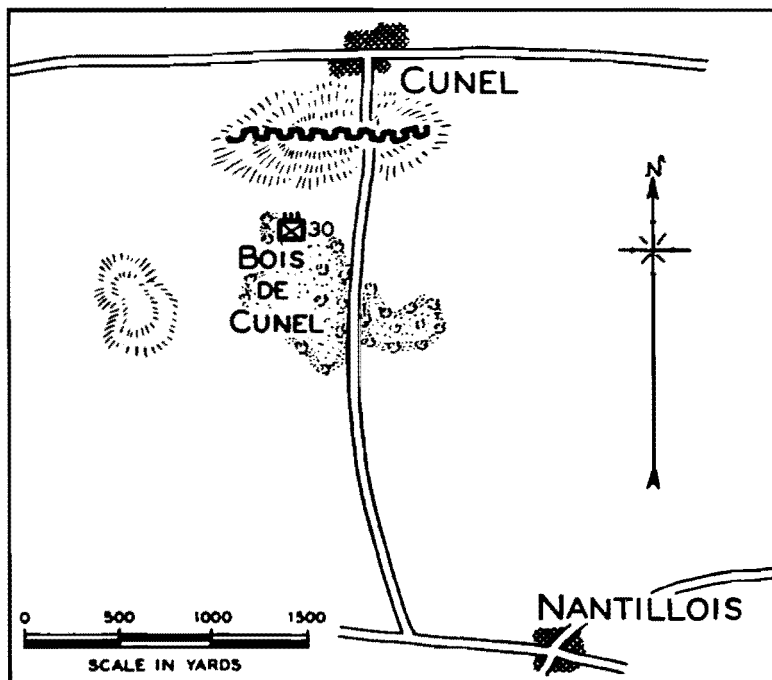 CUNEL
N
30
BOIS
DE
CUNEL
NANTILLOIS
0 500 1000 1500
SCALE IN YARDS